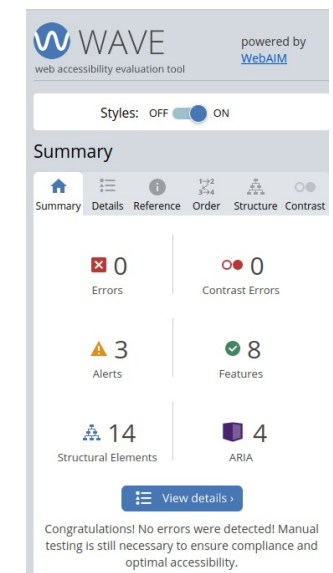 WAVE
web accessibility evaluation tool
powered by
WebAIM
Styles: OFF ON
Summary
Summary Details Reference Order Structure Contrast
0
Errors
0
Contrast Errors
3
Alerts
8
Features
14
Structural Elements
4
ARIA
View details ›
Congratulations! No errors were detected! Manual
testing is still necessary to ensure compliance and
optimal accessibility.